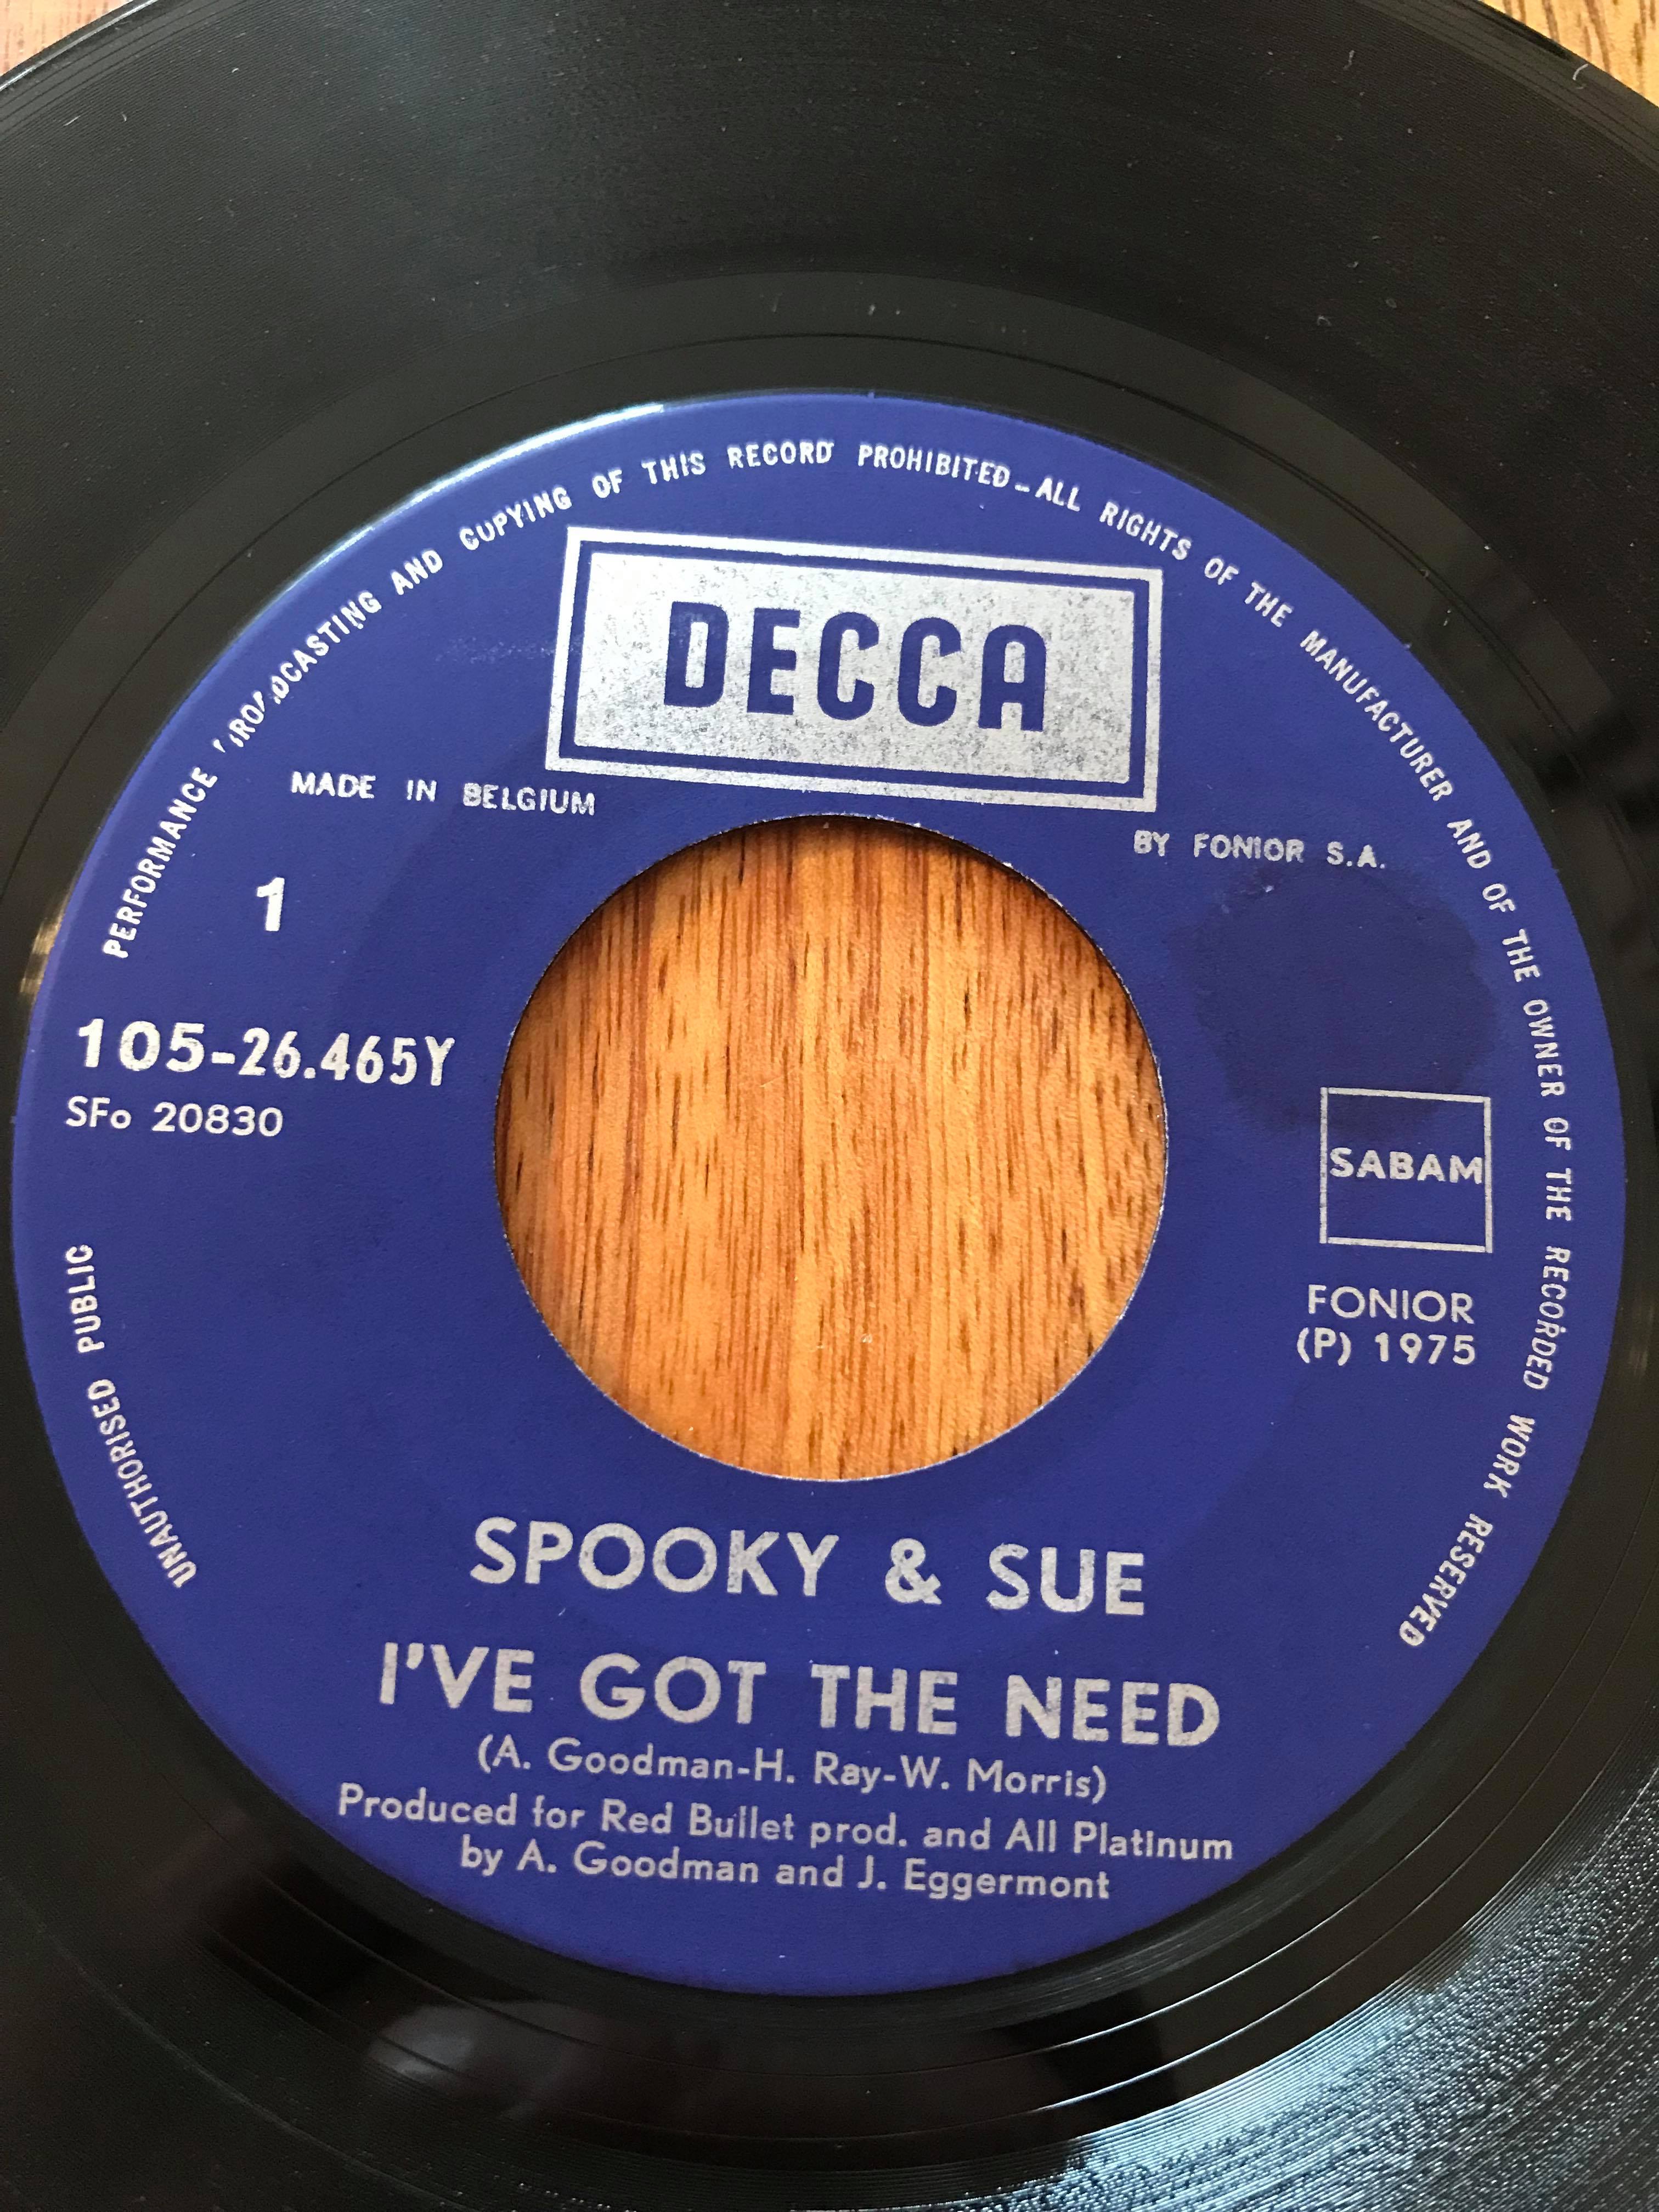 UNAUTHORISED PUBLIC PERFORMANCE BROADCASTING AND COPYING OF THIS RECORD PROHIBITED - ALL RIGHTS OF THE MANUFACTURER AND OF THE OWNER OF THE RECORDED WORK RESERVED
DECCA
MADE IN BELGIUM
BY FONIOR S.A.
1
105-26.465Y
SFo 20830
SABAM
FONIOR
(P) 1975
SPOOKY & SUE
I'VE GOT THE NEED
(A. Goodman-H. Ray-W. Morris)
Produced for Red Bullet prod. and All Platinum
by A. Goodman and J. Eggermont